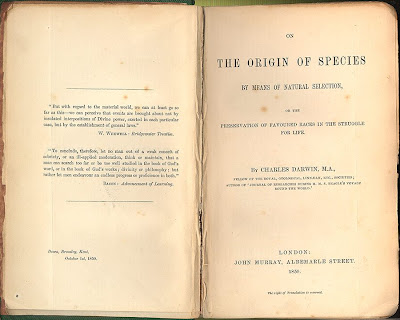 "But with regard to the material world, we can at least go so
far as this—we can perceive that events are brought about not by
insulated interpositions of Divine power, exerted in each particular
case, but by the establishment of general laws."
W. Whewell: Bridgewater Treatise.
"To conclude, therefore, let no man out of a weak conceit of
sobriety, or an ill-applied moderation, think or maintain, that a
man can search too far or be too well studied in the book of God's
word, or in the book of God's works; divinity or philosophy; but
rather let men endeavour an endless progress or proficience in both."
Bacon: Advancement of Learning.
Down, Bromley, Kent,
October 1st, 1859.
ON
THE ORIGIN OF SPECIES
BY MEANS OF NATURAL SELECTION,
OR THE
PRESERVATION OF FAVOURED RACES IN THE STRUGGLE
FOR LIFE.
By CHARLES DARWIN, M.A.,
FELLOW OF THE ROYAL, GEOLOGICAL, LINNÆAN, ETC., SOCIETIES;
AUTHOR OF 'JOURNAL OF RESEARCHES DURING H. M. S. BEAGLE'S VOYAGE
ROUND THE WORLD.'
LONDON:
JOHN MURRAY, ALBEMARLE STREET.
1859.
The right of Translation is reserved.